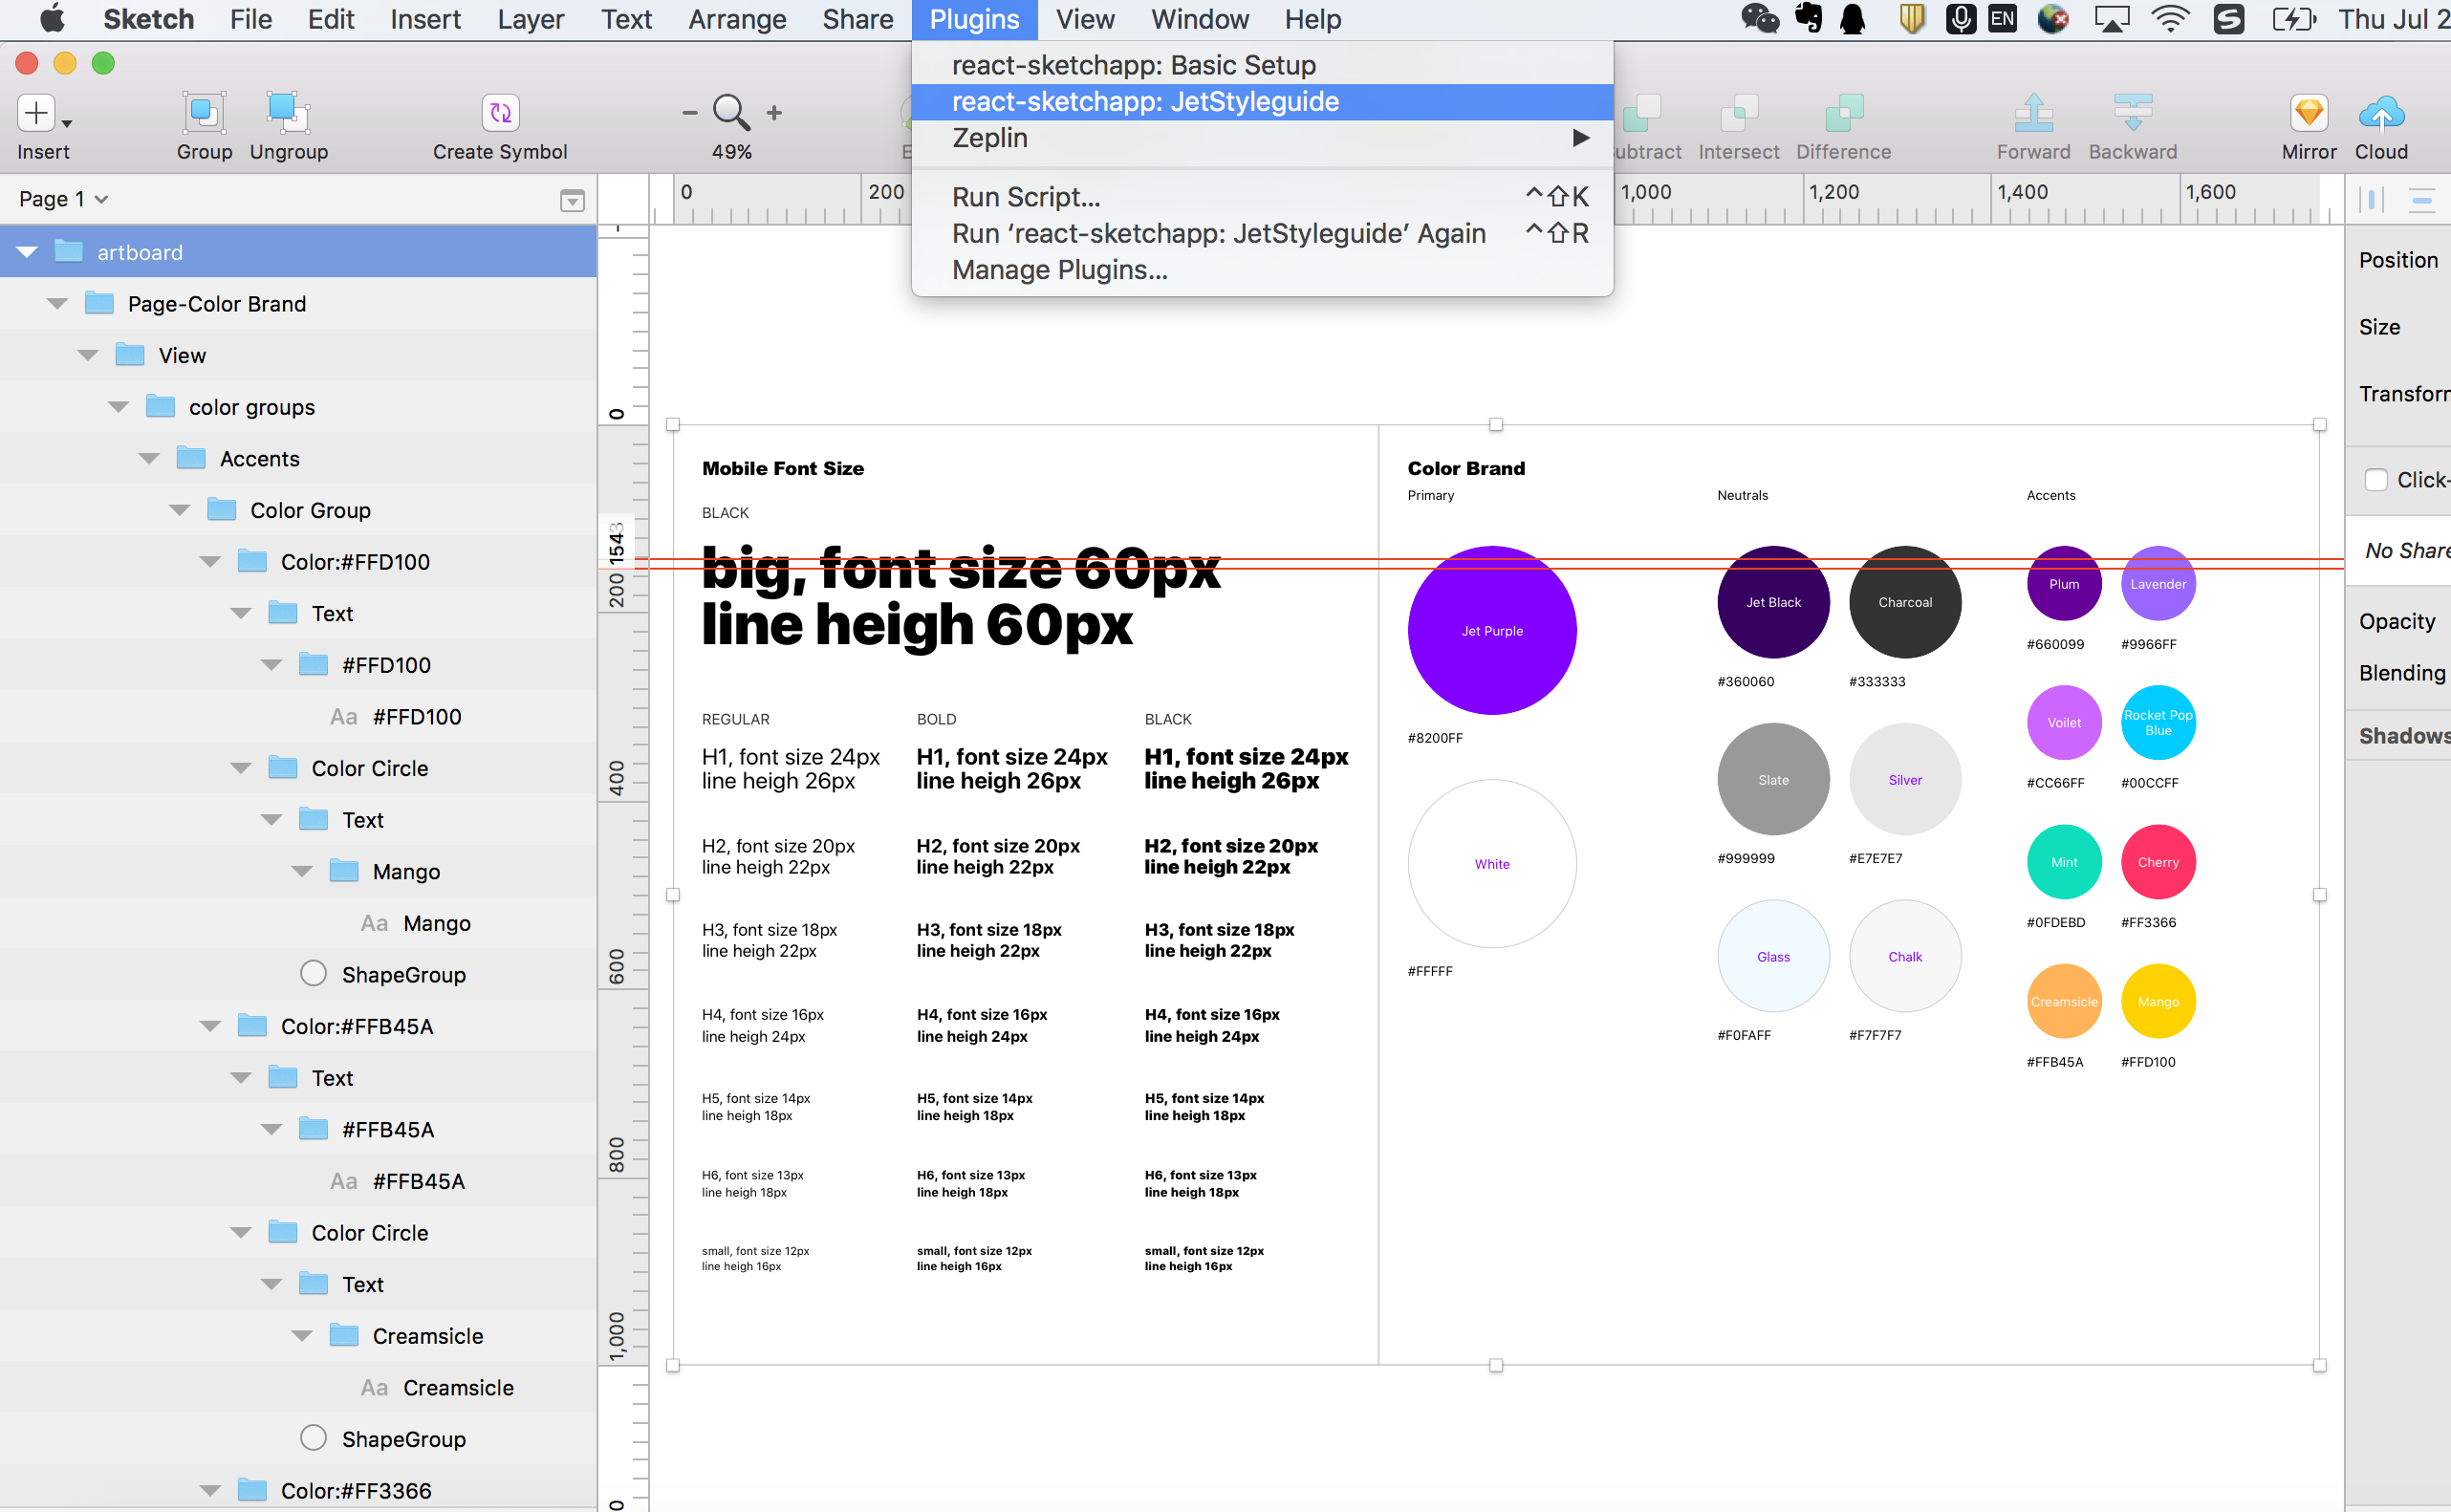 Sketch File Edit Insert Layer Text Arrange Share Plugins View Window Help EN Thu Jul 2
react-sketchapp: Basic Setup
react-sketchapp: JetStyleguide
Zeplin
Run Script... ^⇧K
Run ‘react-sketchapp: JetStyleguide’ Again ^⇧R
Manage Plugins...
Insert Group Ungroup Create Symbol 49% ubtract Intersect Difference Forward Backward Mirror Cloud
Page 1
0 200 1,000 1,200 1,400 1,600
artboard
Page-Color Brand
View
color groups
Accents
Color Group
Color:#FFD100
Text
#FFD100
Aa #FFD100
Color Circle
Text
Mango
Aa Mango
ShapeGroup
Color:#FFB45A
Text
#FFB45A
Aa #FFB45A
Color Circle
Text
Creamsicle
Aa Creamsicle
ShapeGroup
Color:#FF3366
0
200
400
600
800
1,000
Mobile Font Size
BLACK
big, font size 60px
line heigh 60px
REGULAR BOLD BLACK
H1, font size 24px H1, font size 24px H1, font size 24px
line heigh 26px line heigh 26px line heigh 26px
H2, font size 20px H2, font size 20px H2, font size 20px
line heigh 22px line heigh 22px line heigh 22px
H3, font size 18px H3, font size 18px H3, font size 18px
line heigh 22px line heigh 22px line heigh 22px
H4, font size 16px H4, font size 16px H4, font size 16px
line heigh 24px line heigh 24px line heigh 24px
H5, font size 14px H5, font size 14px H5, font size 14px
line heigh 18px line heigh 18px line heigh 18px
H6, font size 13px H6, font size 13px H6, font size 13px
line heigh 18px line heigh 18px line heigh 18px
small, font size 12px small, font size 12px small, font size 12px
line heigh 16px line heigh 16px line heigh 16px
Color Brand
Primary
Jet Purple
#8200FF
White
#FFFFF
Neutrals
Jet Black Charcoal
#360060 #333333
Slate Silver
#999999 #E7E7E7
Glass Chalk
#F0FAFF #F7F7F7
Accents
Plum Lavender
#660099 #9966FF
Voilet Rocket Pop
Blue
#CC66FF #00CCFF
Mint Cherry
#0FDEBD #FF3366
Creamsicle Mango
#FFB45A #FFD100
Position
Size
Transforr
Click-
No Share
Opacity
Blending
Shadows